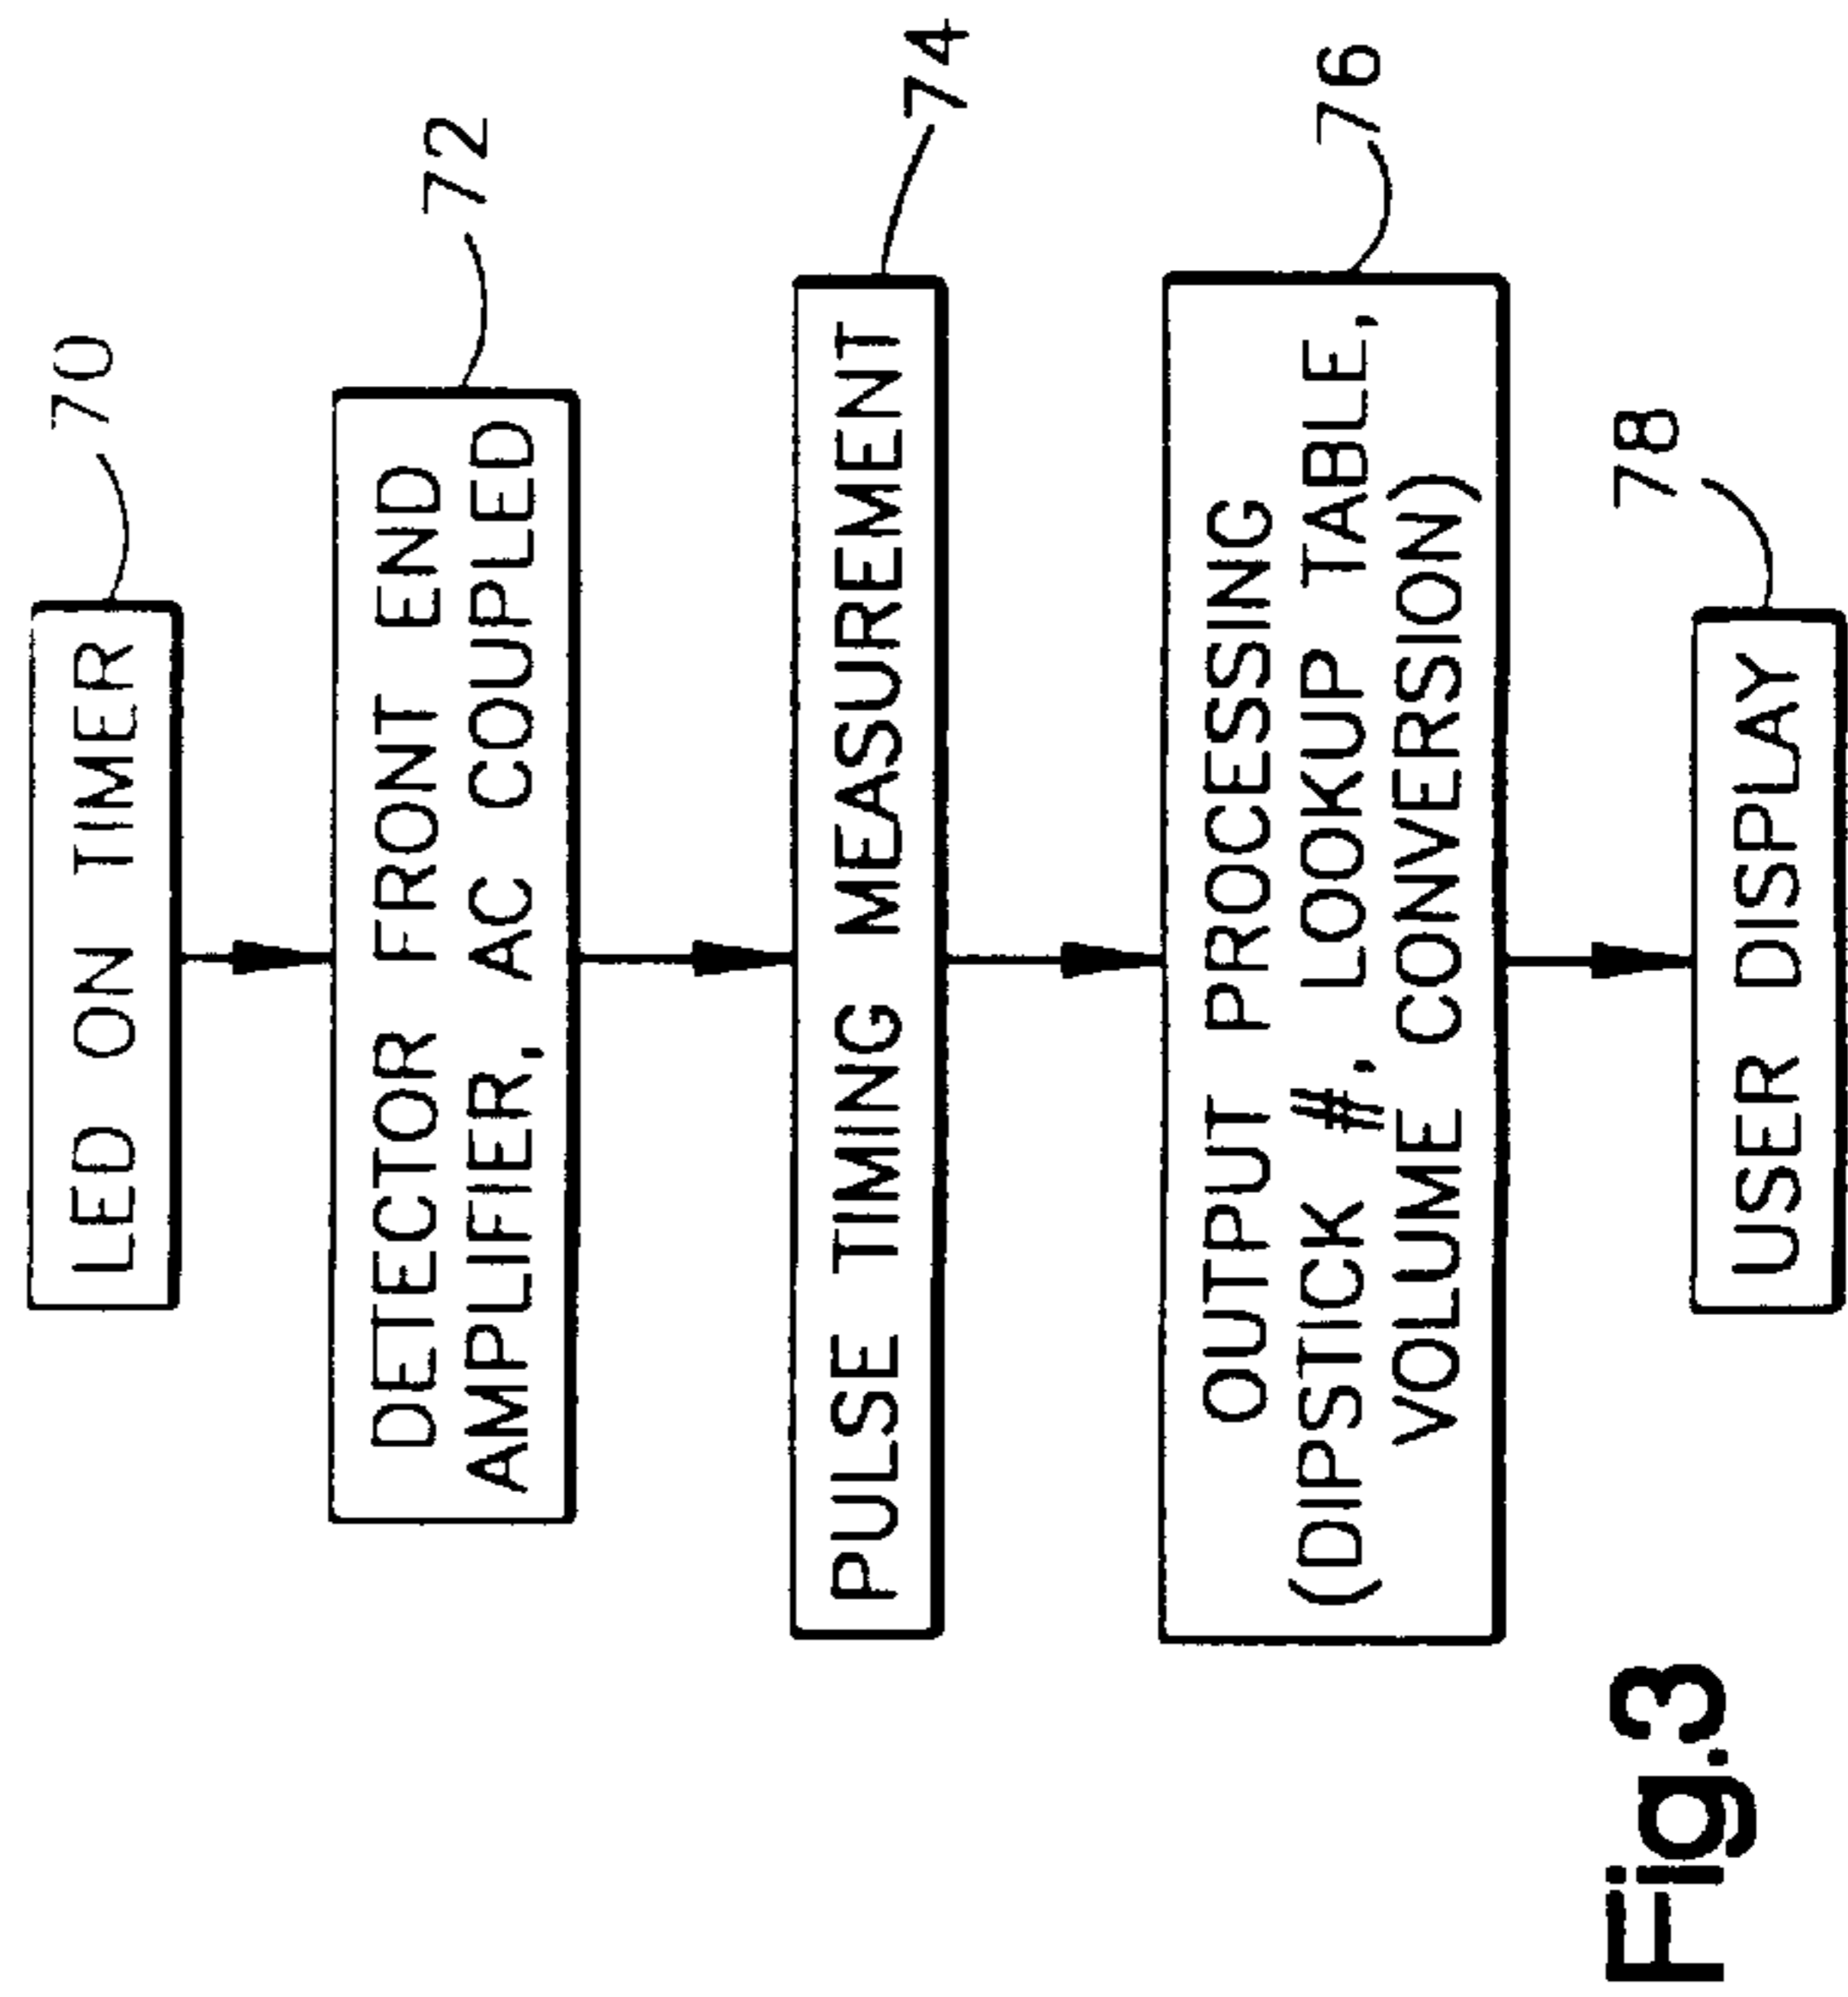 70
LED ON TIMER
72
DETECTOR FRONT END
AMPLIFIER, AC COUPLED
74
PULSE TIMING MEASUREMENT
76
OUTPUT PROCESSING
(DIPSTICK #, LOOKUP TABLE,
VOLUME CONVERSION)
78
USER DISPLAY
Fig.3